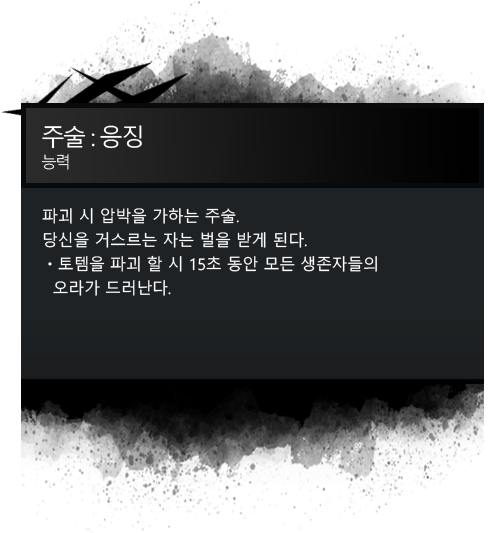 주술 : 응징
능력
파괴 시 압박을 가하는 주술.
당신을 거스르는 자는 벌을 받게 된다.
· 토템을 파괴 할 시 15초 동안 모든 생존자들의
오라가 드러난다.